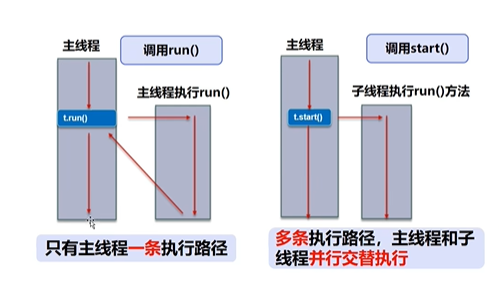 主线程
调用run()
主线程执行run()
t.run()
只有主线程一条执行路径
主线程
调用start()
子线程执行run()方法
t.start()
多条执行路径，主线程和子
线程并行交替执行